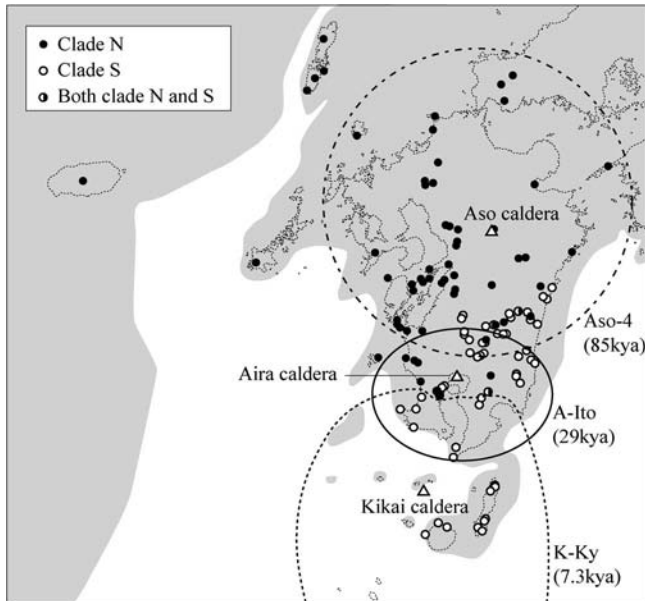 Clade N
Clade S
Both clade N and S
Aso caldera
Aso-4
(85kya)
Aira caldera
A-Ito
(29kya)
Kikai caldera
K-Ky
(7.3kya)